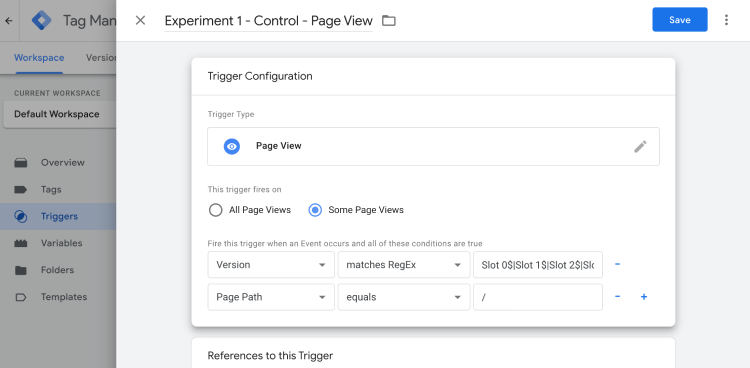 Tag Man
Experiment 1 - Control - Page View
Save
Workspace
Versio
CURRENT WORKSPACE
Default Workspace
Overview
Tags
Triggers
Variables
Folders
Templates
Trigger Configuration
Trigger Type
Page View
This trigger fires on
All Page Views
Some Page Views
Fire this trigger when an Event occurs and all of these conditions are true
Version matches RegEx Slot 0$|Slot 1$|Slot 2$|Slo
Page Path equals /
References to this Trigger